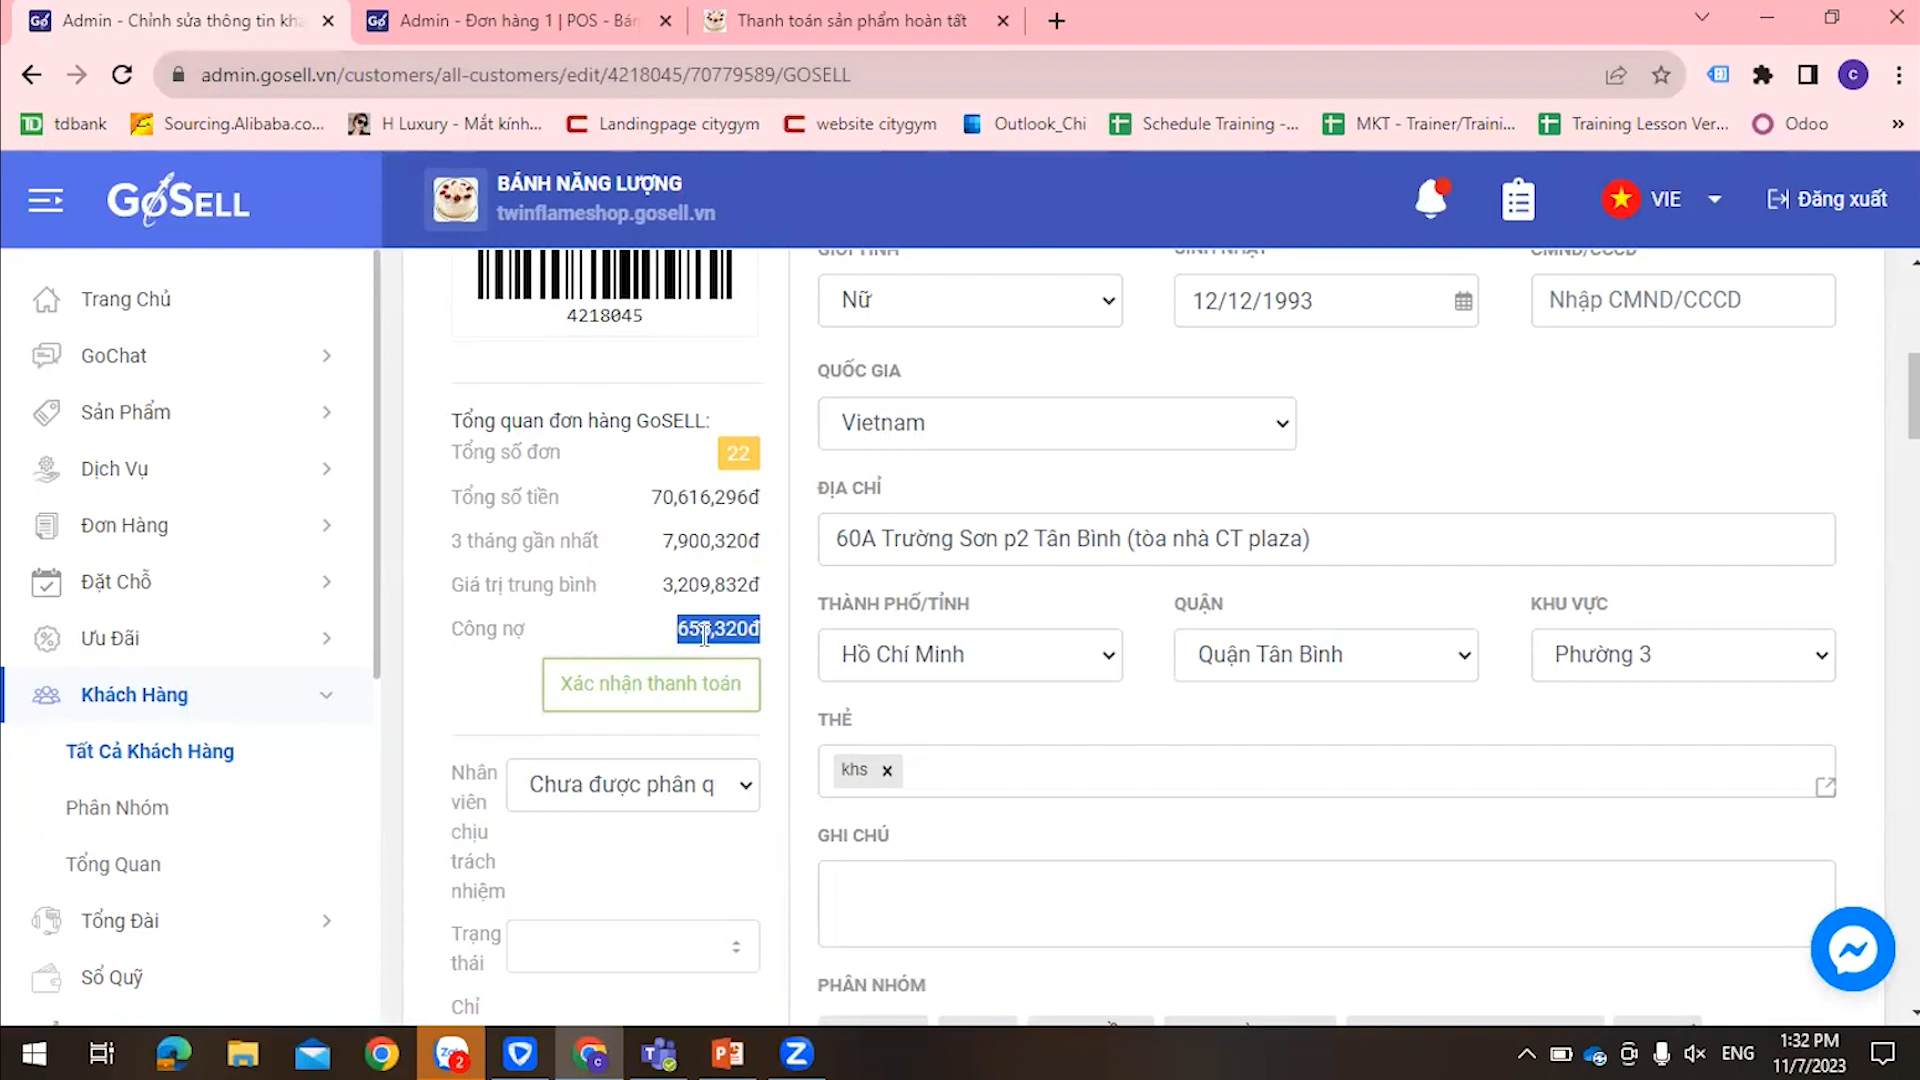 Admin - Chỉnh sửa thông tin kh
Admin - Đơn hàng 1 | POS - Bán
Thanh toán sản phẩm hoàn tất
admin.gosell.vn/customers/all-customers/edit/4218045/70779589/GOSELL
C
TD tdbank
Sourcing.Alibaba.co...
H Luxury - Mắt kính...
Landingpage citygym
website citygym
Outlook_Chi
Schedule Training -...
MKT - Trainer/Traini...
Training Lesson Ver...
Odoo
»
GOSELL
BÁNH NĂNG LƯỢNG
twinflameshop.gosell.vn
VIE
Đăng xuất
Trang Chủ
GoChat
Sản Phẩm
Dịch Vụ
Đơn Hàng
Đặt Chỗ
Ưu Đãi
Khách Hàng
Tất Cả Khách Hàng
Phân Nhóm
Tổng Quan
Tổng Đài
Sổ Quỹ
4218045
Tổng quan đơn hàng GoSELL:
Tổng số đơn 22
Tổng số tiền 70,616,296đ
3 tháng gần nhất 7,900,320đ
Giá trị trung bình 3,209,832đ
Công nợ
Xác nhận thanh toán
Nhân viên chịu trách nhiệm
Chưa được phân q
Trạng thái
Chỉ
GIỚI TÍNH
SINH NHẬT
CMND/CCCD
Nữ
12/12/1993
Nhập CMND/CCCD
QUỐC GIA
Vietnam
ĐỊA CHỈ
60A Trường Sơn p2 Tân Bình (tòa nhà CT plaza)
THÀNH PHỐ/TỈNH
QUẬN
KHU VỰC
Hồ Chí Minh
Quận Tân Bình
Phường 3
THẺ
khs
GHI CHÚ
PHÂN NHÓM
ENG
1:32 PM
11/7/2023